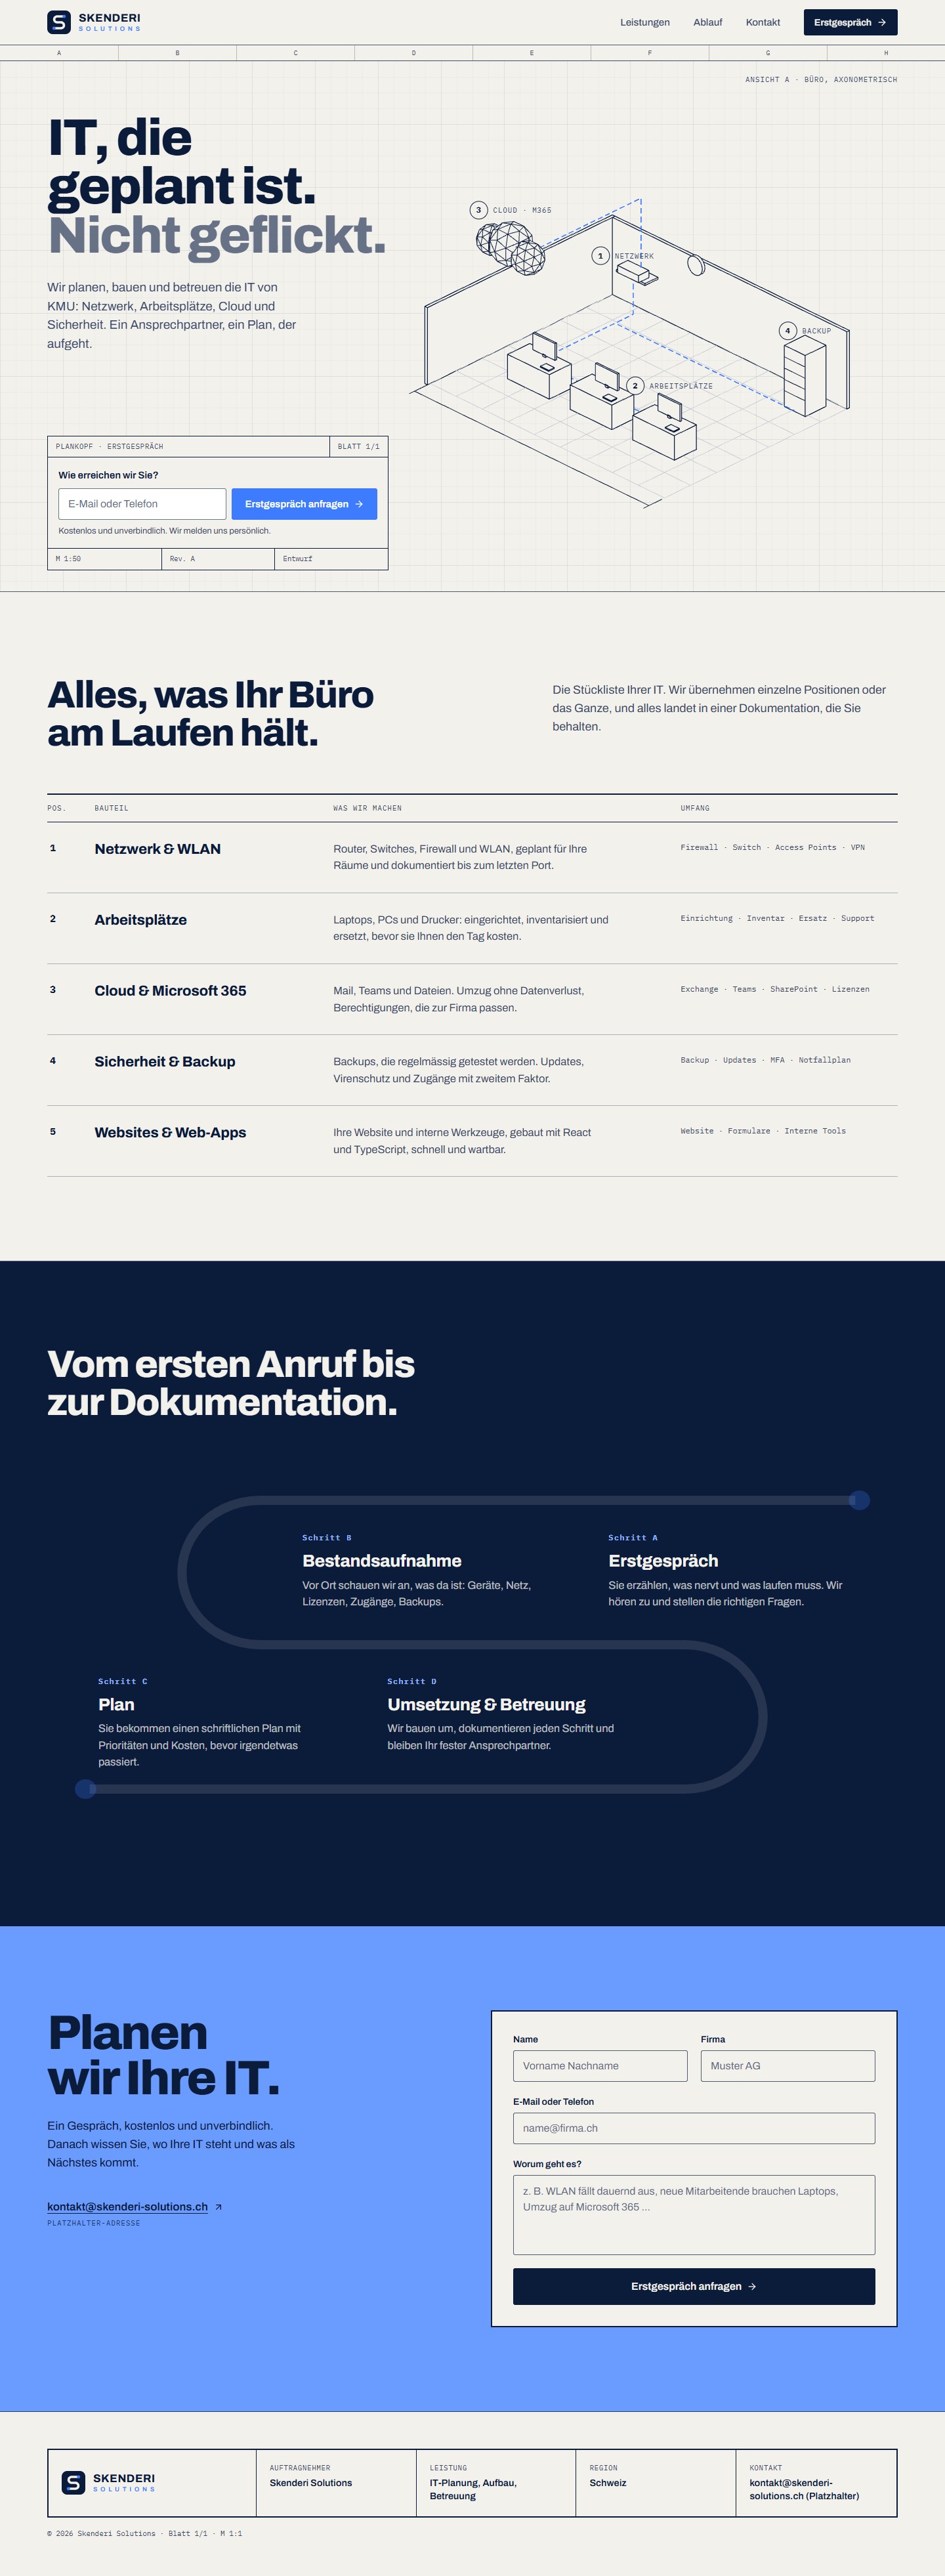 SKENDERI
SOLUTIONS
Leistungen
Ablauf
Kontakt
Erstgespräch
A
B
C
D
E
F
G
H
ANSICHT A · BÜRO, AXONOMETRISCH
IT, die
geplant ist.
Nicht geflickt.
Wir planen, bauen und betreuen die IT von
KMU: Netzwerk, Arbeitsplätze, Cloud und
Sicherheit. Ein Ansprechpartner, ein Plan, der
aufgeht.
3 CLOUD · M365
1 NETZWERK
4 BACKUP
2 ARBEITSPLÄTZE
PLANKOPF · ERSTGESPRÄCH
BLATT 1/1
Wie erreichen wir Sie?
E-Mail oder Telefon
Erstgespräch anfragen
Kostenlos und unverbindlich. Wir melden uns persönlich.
M 1:50
Rev. A
Entwurf
Alles, was Ihr Büro
am Laufen hält.
Die Stückliste Ihrer IT. Wir übernehmen einzelne Positionen oder
das Ganze, und alles landet in einer Dokumentation, die Sie
behalten.
POS.
BAUTEIL
WAS WIR MACHEN
UMFANG
1
Netzwerk & WLAN
Router, Switches, Firewall und WLAN, geplant für Ihre
Räume und dokumentiert bis zum letzten Port.
Firewall · Switch · Access Points · VPN
2
Arbeitsplätze
Laptops, PCs und Drucker: eingerichtet, inventarisiert und
ersetzt, bevor sie Ihnen den Tag kosten.
Einrichtung · Inventar · Ersatz · Support
3
Cloud & Microsoft 365
Mail, Teams und Dateien. Umzug ohne Datenverlust,
Berechtigungen, die zur Firma passen.
Exchange · Teams · SharePoint · Lizenzen
4
Sicherheit & Backup
Backups, die regelmässig getestet werden. Updates,
Virenschutz und Zugänge mit zweitem Faktor.
Backup · Updates · MFA · Notfallplan
5
Websites & Web-Apps
Ihre Website und interne Werkzeuge, gebaut mit React
und TypeScript, schnell und wartbar.
Website · Formulare · Interne Tools
Vom ersten Anruf bis
zur Dokumentation.
Schritt B
Bestandsaufnahme
Vor Ort schauen wir an, was da ist: Geräte, Netz,
Lizenzen, Zugänge, Backups.
Schritt A
Erstgespräch
Sie erzählen, was nervt und was laufen muss. Wir
hören zu und stellen die richtigen Fragen.
Schritt C
Plan
Sie bekommen einen schriftlichen Plan mit
Prioritäten und Kosten, bevor irgendetwas
passiert.
Schritt D
Umsetzung & Betreuung
Wir bauen um, dokumentieren jeden Schritt und
bleiben Ihr fester Ansprechpartner.
Planen
wir Ihre IT.
Ein Gespräch, kostenlos und unverbindlich.
Danach wissen Sie, wo Ihre IT steht und was als
Nächstes kommt.
kontakt@skenderi-solutions.ch
PLATZHALTER-ADRESSE
Name
Vorname Nachname
Firma
Muster AG
E-Mail oder Telefon
name@firma.ch
Worum geht es?
z. B. WLAN fällt dauernd aus, neue Mitarbeitende brauchen Laptops,
Umzug auf Microsoft 365 ...
Erstgespräch anfragen
SKENDERI
SOLUTIONS
AUFTRAGNEHMER
Skenderi Solutions
LEISTUNG
IT-Planung, Aufbau,
Betreuung
REGION
Schweiz
KONTAKT
kontakt@skenderi-
solutions.ch (Platzhalter)
© 2026 Skenderi Solutions · Blatt 1/1 · M 1:1